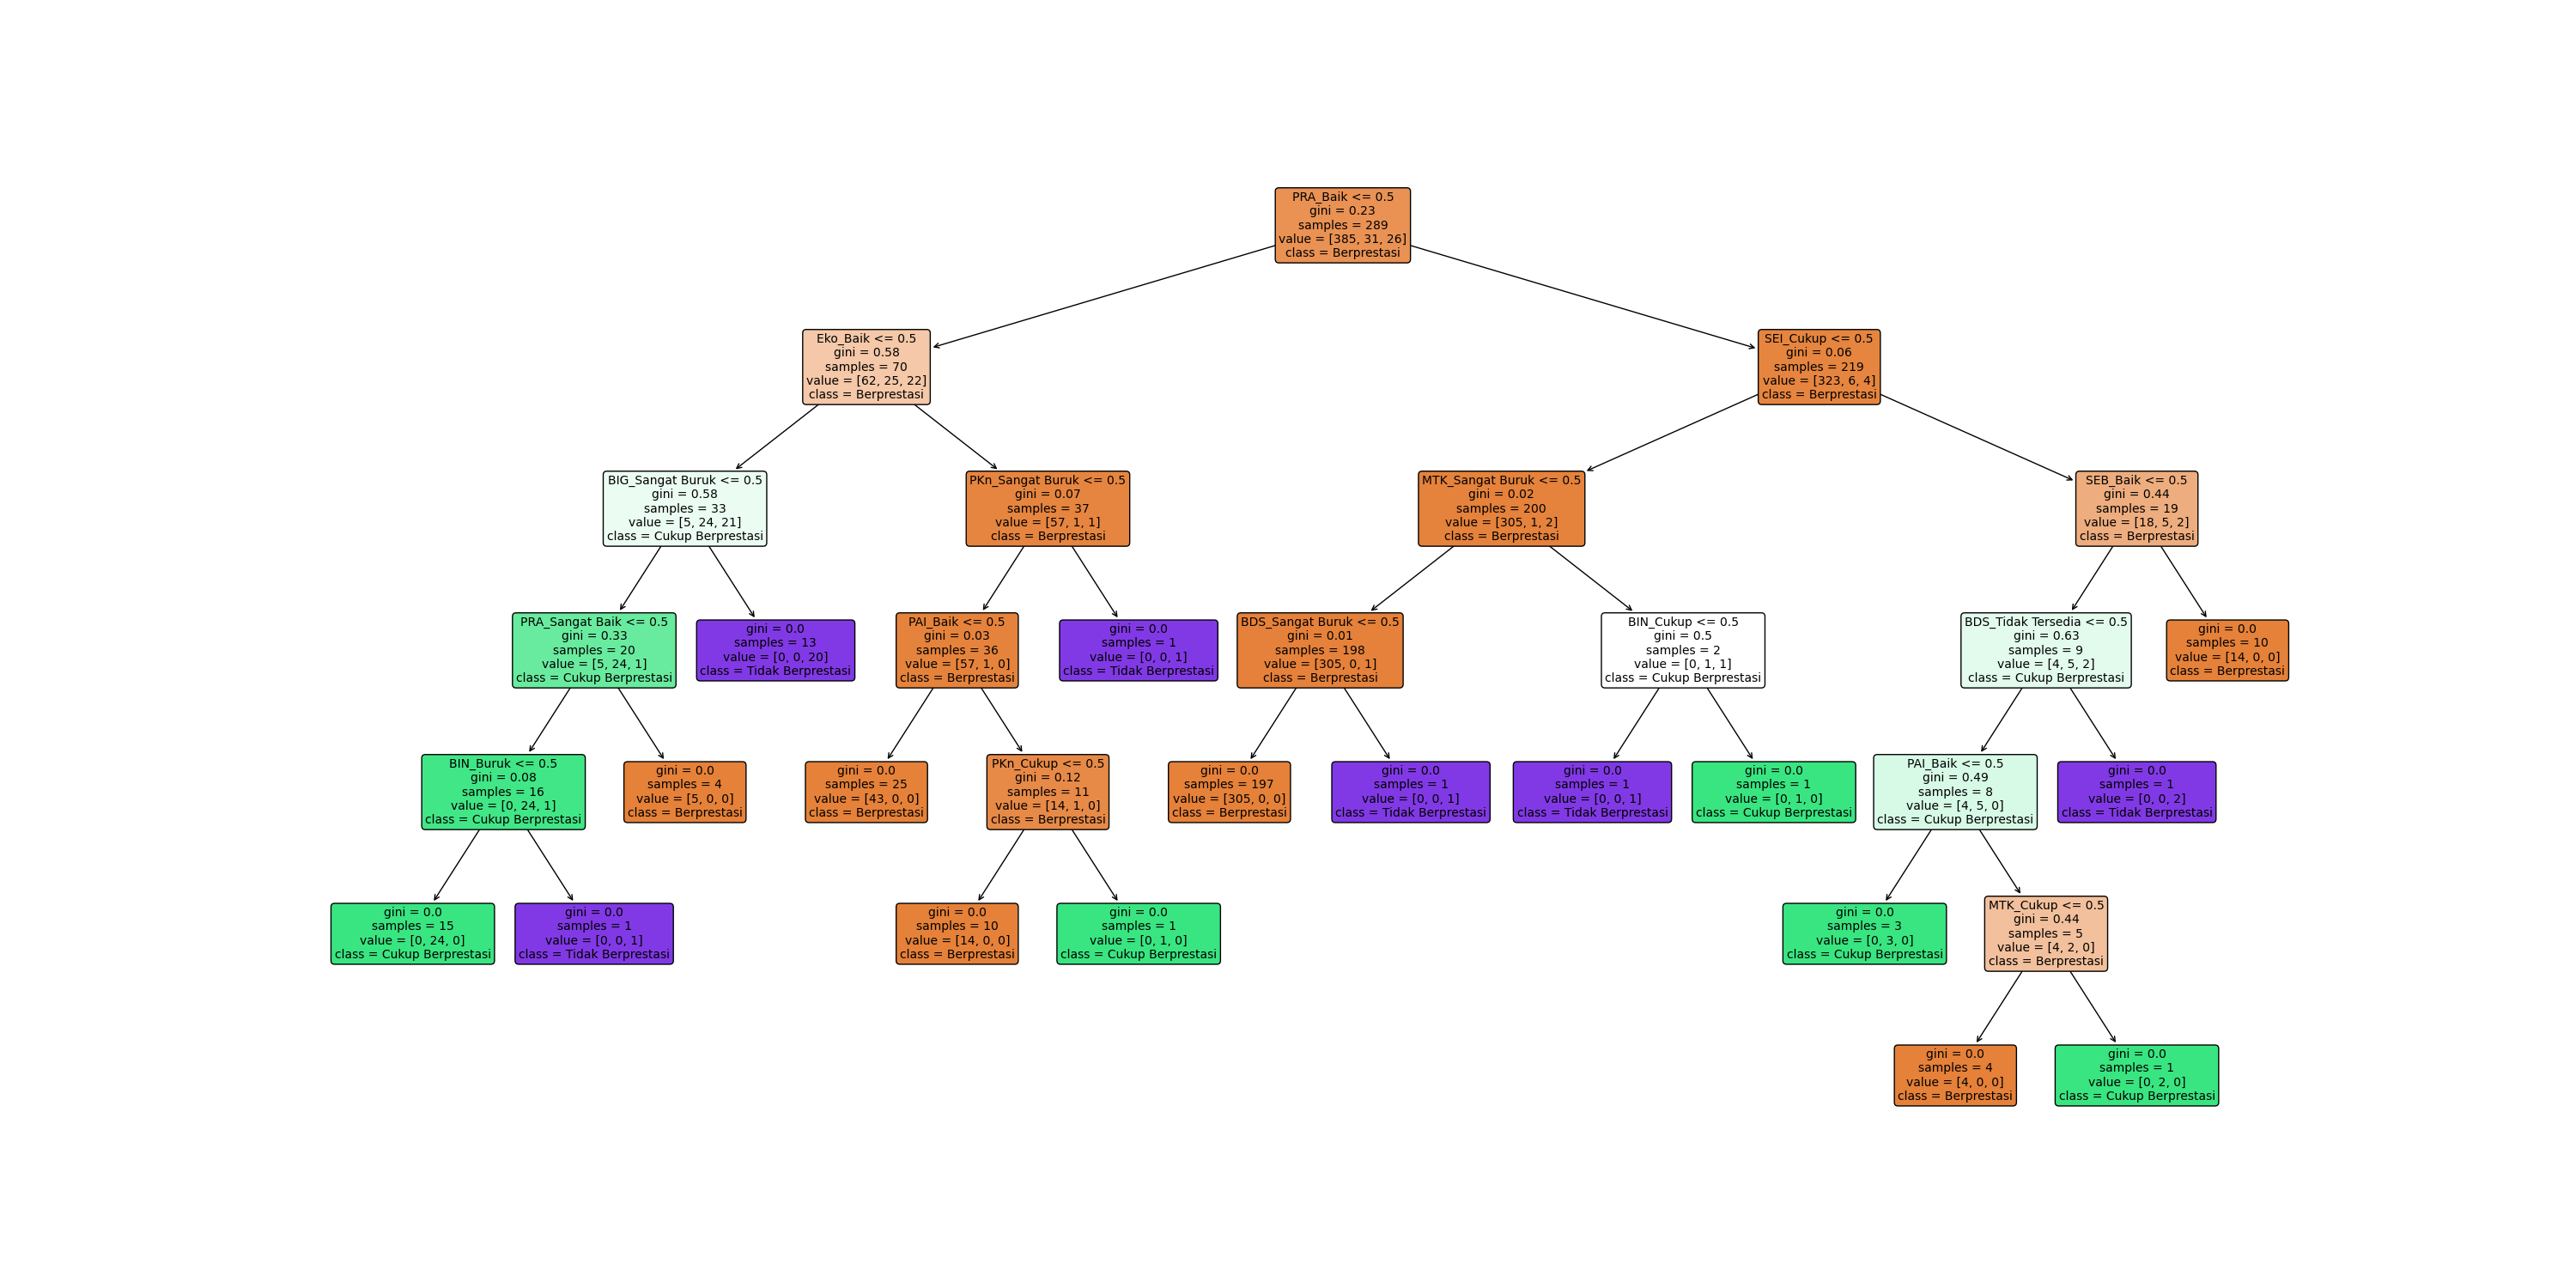 PRA_Baik <= 0.5
gini = 0.23
samples = 289
value = [385, 31, 26]
class = Berprestasi
Eko_Baik <= 0.5
gini = 0.58
samples = 70
value = [62, 25, 22]
class = Berprestasi
SEI_Cukup <= 0.5
gini = 0.06
samples = 219
value = [323, 6, 4]
class = Berprestasi
BIG_Sangat Buruk <= 0.5
gini = 0.58
samples = 33
value = [5, 24, 21]
class = Cukup Berprestasi
PKn_Sangat Buruk <= 0.5
gini = 0.07
samples = 37
value = [57, 1, 1]
class = Berprestasi
MTK_Sangat Buruk <= 0.5
gini = 0.02
samples = 200
value = [305, 1, 2]
class = Berprestasi
SEB_Baik <= 0.5
gini = 0.44
samples = 19
value = [18, 5, 2]
class = Berprestasi
PRA_Sangat Baik <= 0.5
gini = 0.33
samples = 20
value = [5, 24, 1]
class = Cukup Berprestasi
gini = 0.0
samples = 13
value = [0, 0, 20]
class = Tidak Berprestasi
PAI_Baik <= 0.5
gini = 0.03
samples = 36
value = [57, 1, 0]
class = Berprestasi
gini = 0.0
samples = 1
value = [0, 0, 1]
class = Tidak Berprestasi
BDS_Sangat Buruk <= 0.5
gini = 0.01
samples = 198
value = [305, 0, 1]
class = Berprestasi
BIN_Cukup <= 0.5
gini = 0.5
samples = 2
value = [0, 1, 1]
class = Cukup Berprestasi
BDS_Tidak Tersedia <= 0.5
gini = 0.63
samples = 9
value = [4, 5, 2]
class = Cukup Berprestasi
gini = 0.0
samples = 10
value = [14, 0, 0]
class = Berprestasi
BIN_Buruk <= 0.5
gini = 0.08
samples = 16
value = [0, 24, 1]
class = Cukup Berprestasi
gini = 0.0
samples = 4
value = [5, 0, 0]
class = Berprestasi
gini = 0.0
samples = 25
value = [43, 0, 0]
class = Berprestasi
PKn_Cukup <= 0.5
gini = 0.12
samples = 11
value = [14, 1, 0]
class = Berprestasi
gini = 0.0
samples = 197
value = [305, 0, 0]
class = Berprestasi
gini = 0.0
samples = 1
value = [0, 0, 1]
class = Tidak Berprestasi
gini = 0.0
samples = 1
value = [0, 0, 1]
class = Tidak Berprestasi
gini = 0.0
samples = 1
value = [0, 1, 0]
class = Cukup Berprestasi
PAI_Baik <= 0.5
gini = 0.49
samples = 8
value = [4, 5, 0]
class = Cukup Berprestasi
gini = 0.0
samples = 1
value = [0, 0, 2]
class = Tidak Berprestasi
gini = 0.0
samples = 15
value = [0, 24, 0]
class = Cukup Berprestasi
gini = 0.0
samples = 1
value = [0, 0, 1]
class = Tidak Berprestasi
gini = 0.0
samples = 10
value = [14, 0, 0]
class = Berprestasi
gini = 0.0
samples = 1
value = [0, 1, 0]
class = Cukup Berprestasi
gini = 0.0
samples = 3
value = [0, 3, 0]
class = Cukup Berprestasi
MTK_Cukup <= 0.5
gini = 0.44
samples = 5
value = [4, 2, 0]
class = Berprestasi
gini = 0.0
samples = 4
value = [4, 0, 0]
class = Berprestasi
gini = 0.0
samples = 1
value = [0, 2, 0]
class = Cukup Berprestasi